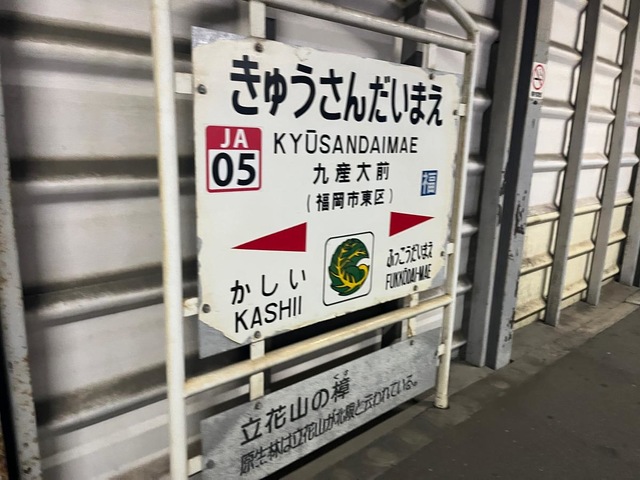 きゅうさんだいまえ
JA
05
KYŪSANDAIMAE
九産大前
(福岡市東区)
福
かしい
KASHII
ふっこうだいまえ
FUKKŌDAI-MAE
立花山の樟
原生林は立花山が北限と云われている。